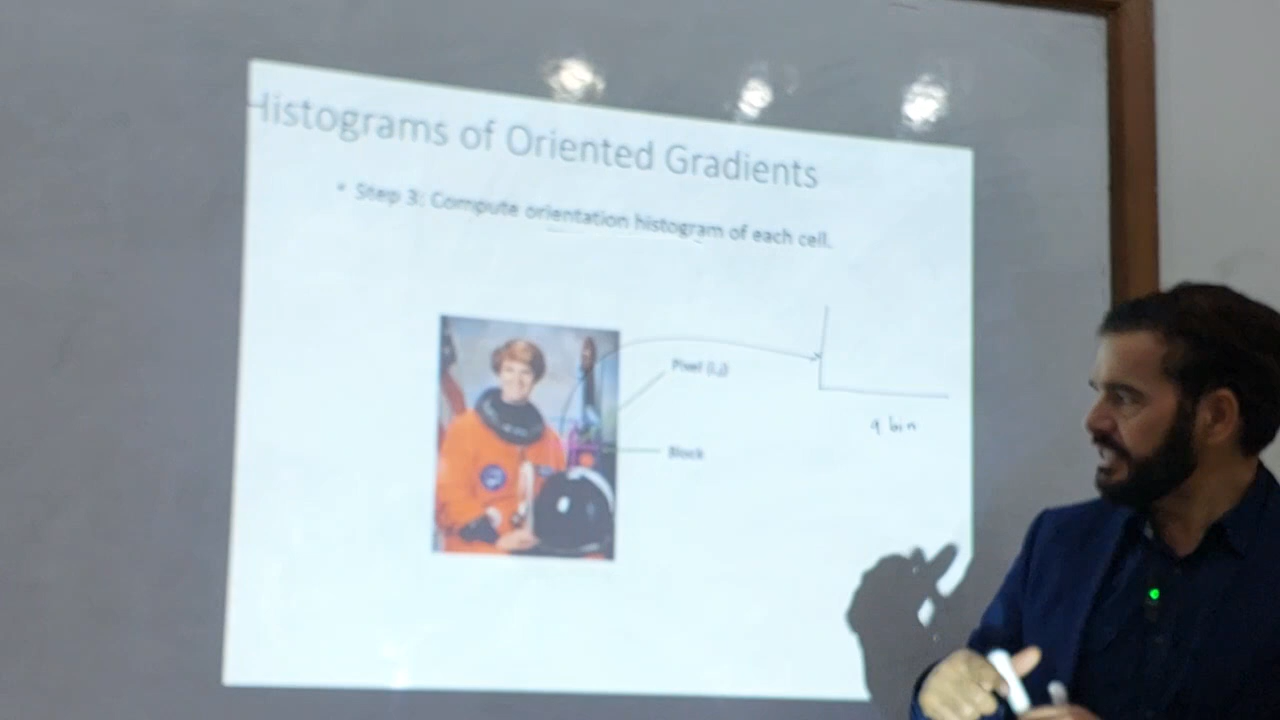 Histograms of Oriented Gradients
• Step 3: Compute orientation histogram of each cell.
Pixel (i,j)
9 bin
Block